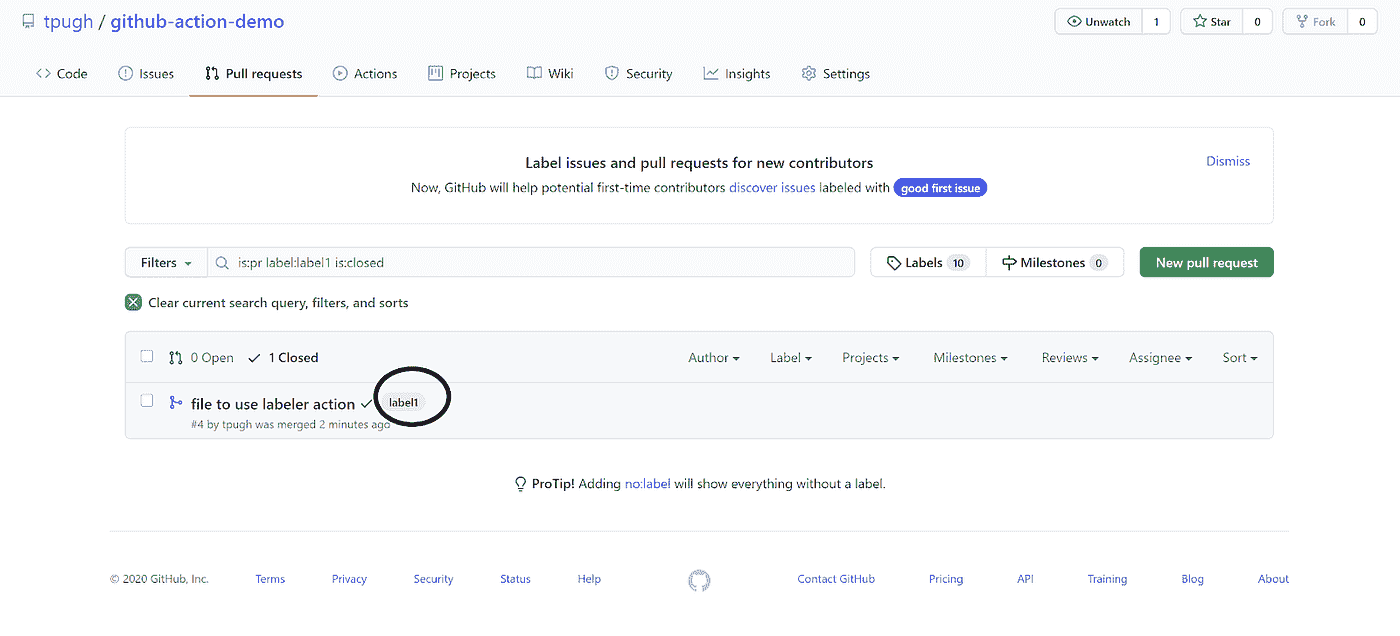 tpugh / github-action-demo
Unwatch 1 Star 0 Fork 0
Code Issues Pull requests Actions Projects Wiki Security Insights Settings
Label issues and pull requests for new contributors
Dismiss
Now, GitHub will help potential first-time contributors discover issues labeled with good first issue
Filters is:pr label:label1 is:closed Labels 10 Milestones 0 New pull request
Clear current search query, filters, and sorts
0 Open 1 Closed Author Label Projects Milestones Reviews Assignee Sort
file to use labeler action label1
#4 by tpugh was merged 2 minutes ago
ProTip! Adding no:label will show everything without a label.
© 2020 GitHub, Inc. Terms Privacy Security Status Help Contact GitHub Pricing API Training Blog About